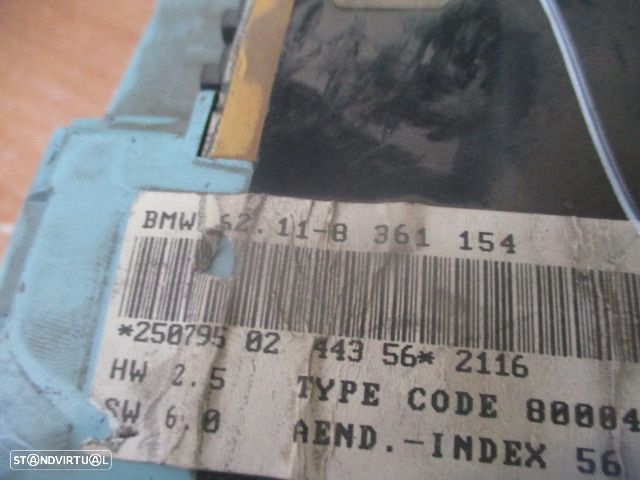 BMW 62.11-8 361 154
*250795 02 443 56* 2116
HW 2.5 TYPE CODE 80004
SW 6.0 AEND.-INDEX 56
STANDVIRTUAL